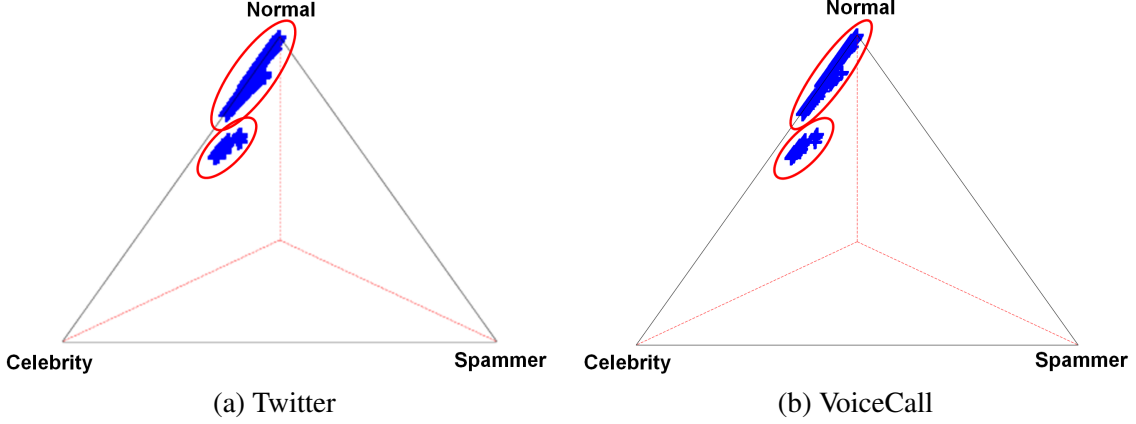 Normal
Normal
Celebrity
Spammer
Celebrity
Spammer
(a) Twitter
(b) VoiceCall